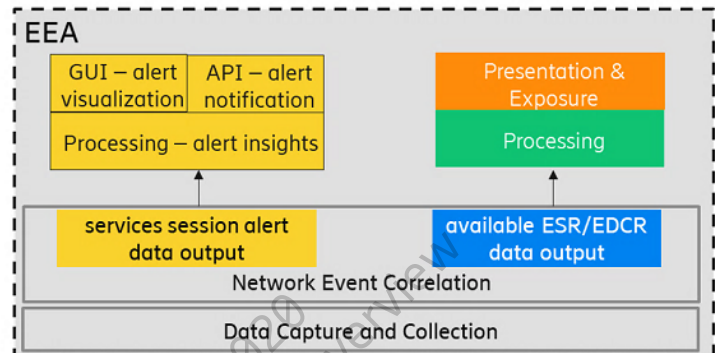 EEA
GUI – alert
visualization
API – alert
notification
Processing – alert insights
Presentation &
Exposure
Processing
services session alert
data output
available ESR/EDCR
data output
Network Event Correlation
Data Capture and Collection